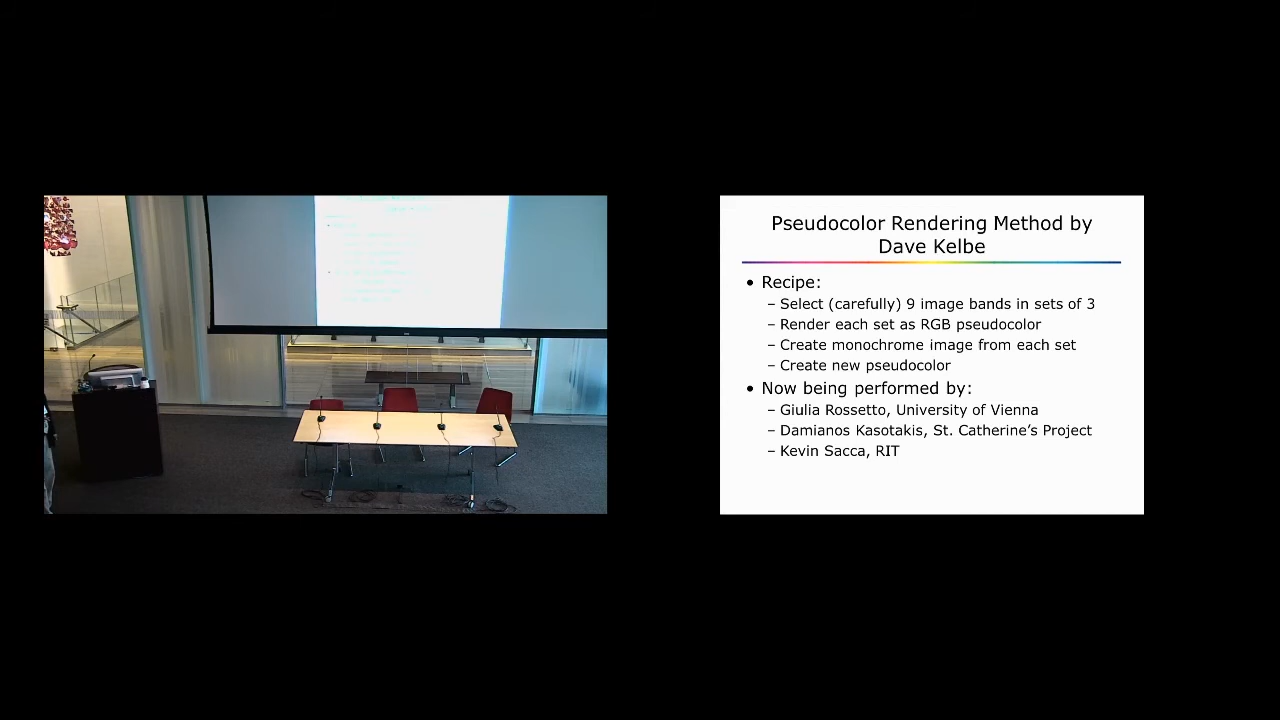 Pseudocolor Rendering Method by
Dave Kelbe
• Recipe:
– Select (carefully) 9 image bands in sets of 3
– Render each set as RGB pseudocolor
– Create monochrome image from each set
– Create new pseudocolor
• Now being performed by:
– Giulia Rossetto, University of Vienna
– Damianos Kasotakis, St. Catherine’s Project
– Kevin Sacca, RIT